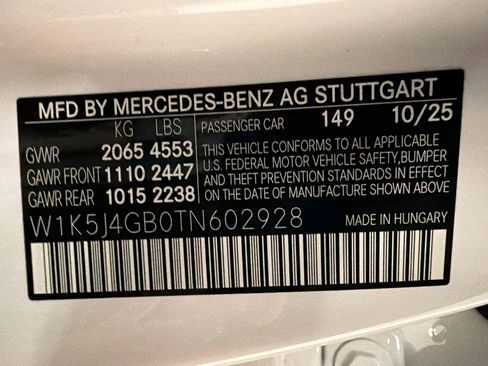 MFD BY MERCEDES-BENZ AG STUTTGART
KG LBS PASSENGER CAR 149 10/25
GVWR 2065 4553
GAWR FRONT 1110 2447
GAWR REAR 1015 2238
THIS VEHICLE CONFORMS TO ALL APPLICABLE
U.S. FEDERAL MOTOR VEHICLE SAFETY, BUMPER
AND THEFT PREVENTION STANDARDS IN EFFECT
ON THE DATE OF MANUFACTURE SHOWN ABOVE.
W1K5J4GB0TN602928 MADE IN HUNGARY